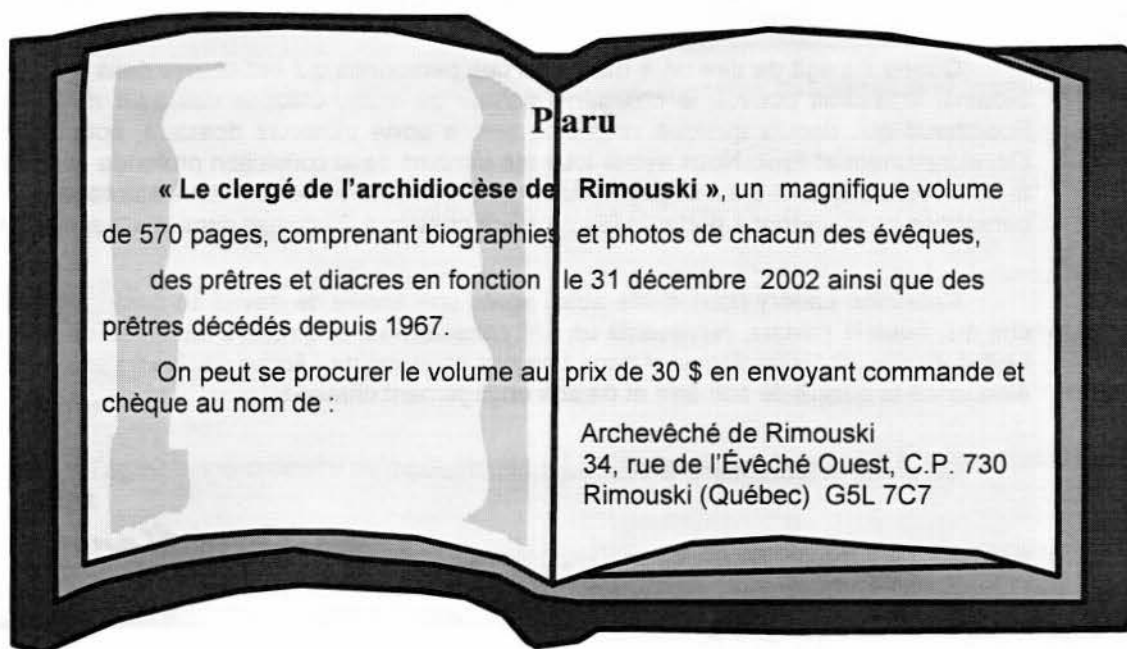 Paru
« Le clergé de l'archidiocèse de Rimouski », un magnifique volume
de 570 pages, comprenant biographies et photos de chacun des évêques,
des prêtres et diacres en fonction le 31 décembre 2002 ainsi que des
prêtres décédés depuis 1967.
On peut se procurer le volume au prix de 30 $ en envoyant commande et
chèque au nom de :
Archevêché de Rimouski
34, rue de l'Évêché Ouest, C.P. 730
Rimouski (Québec) G5L 7C7